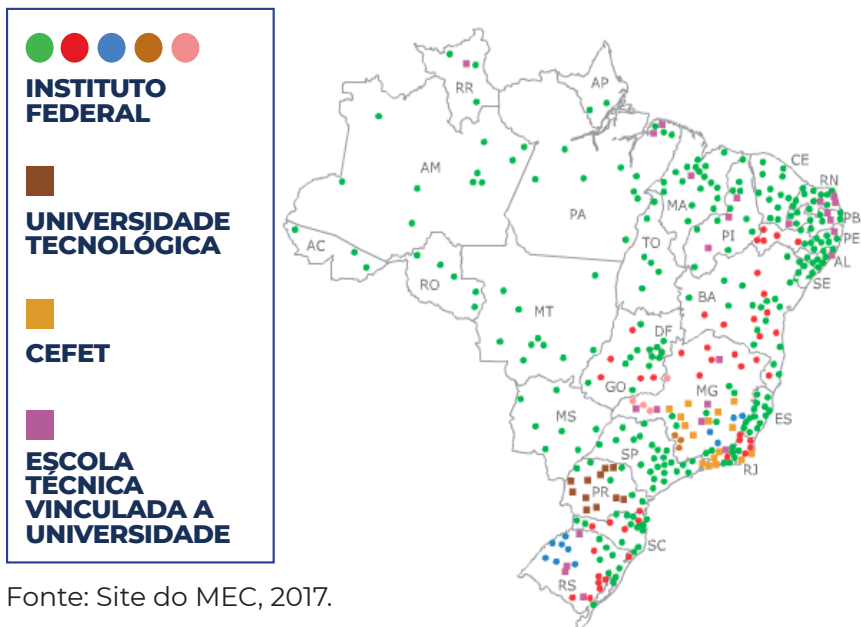 INSTITUTO
FEDERAL
UNIVERSIDADE
TECNOLÓGICA
CEFET
ESCOLA
TÉCNICA
VINCULADA A
UNIVERSIDADE
RR
AP
AM
PA
MA
CE
RN
PB
PE
AL
SE
PI
TO
AC
RO
MT
BA
DF
GO
MG
ES
MS
SP
RJ
PR
SC
RS
Fonte: Site do MEC, 2017.